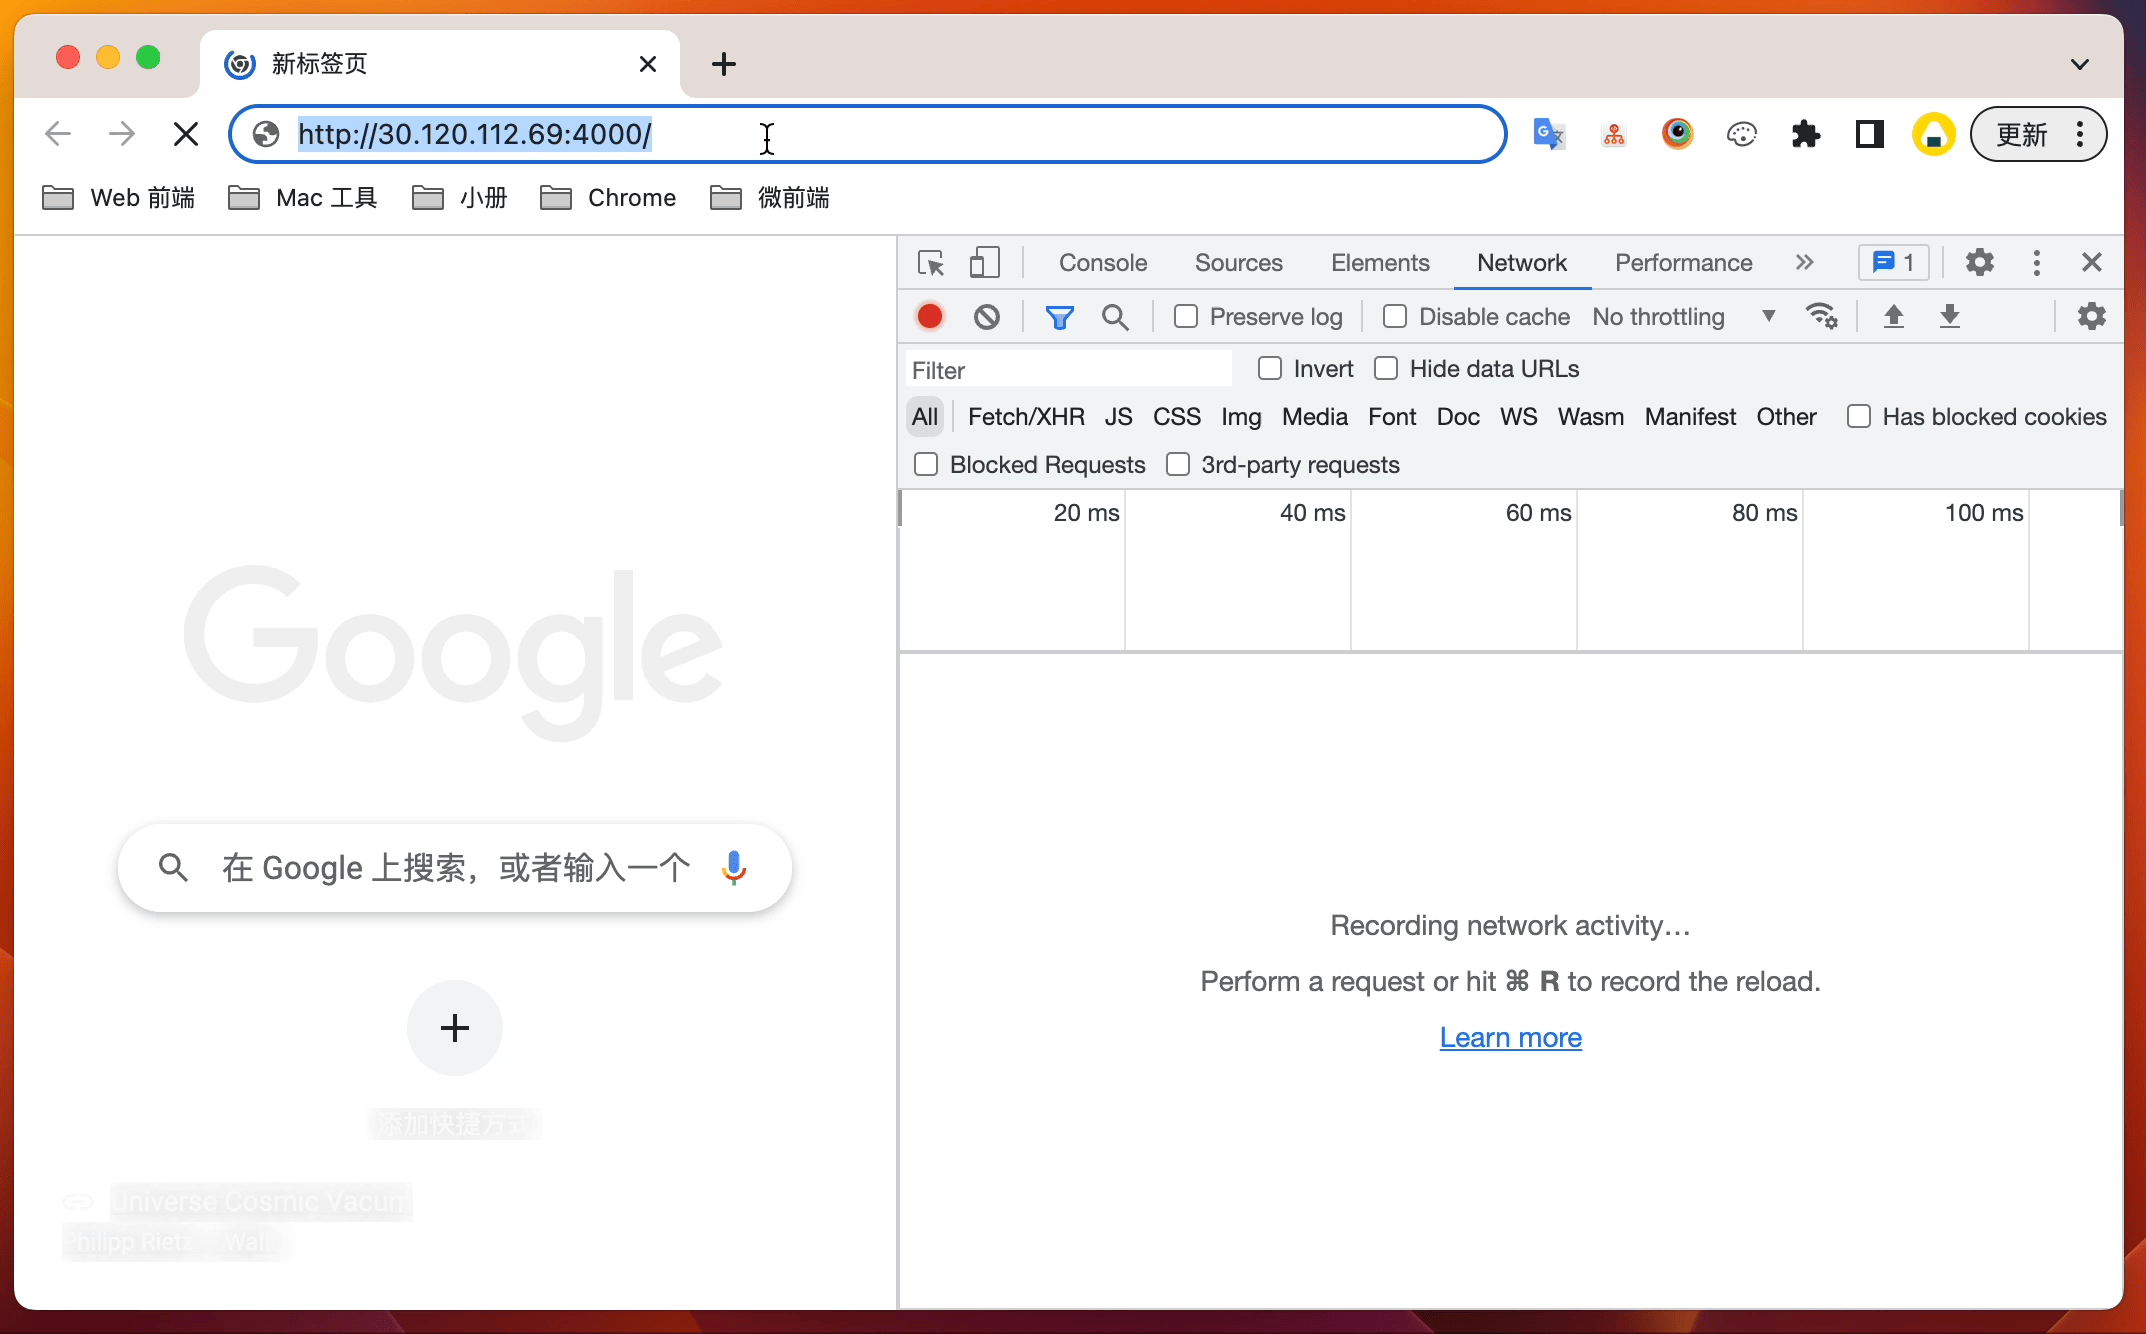 新标签页
http://30.120.112.69:4000/
更新
Web 前端
Mac 工具
小册
Chrome
微前端
Console
Sources
Elements
Network
Performance
1
Preserve log
Disable cache
No throttling
Filter
Invert
Hide data URLs
All
Fetch/XHR
JS
CSS
Img
Media
Font
Doc
WS
Wasm
Manifest
Other
Has blocked cookies
Blocked Requests
3rd-party requests
20 ms
40 ms
60 ms
80 ms
100 ms
Google
在 Google 上搜索，或者输入一个
添加快捷方式
Universe Cosmic Vacum
Philipp Rietz
Recording network activity…
Perform a request or hit ⌘ R to record the reload.
Learn more